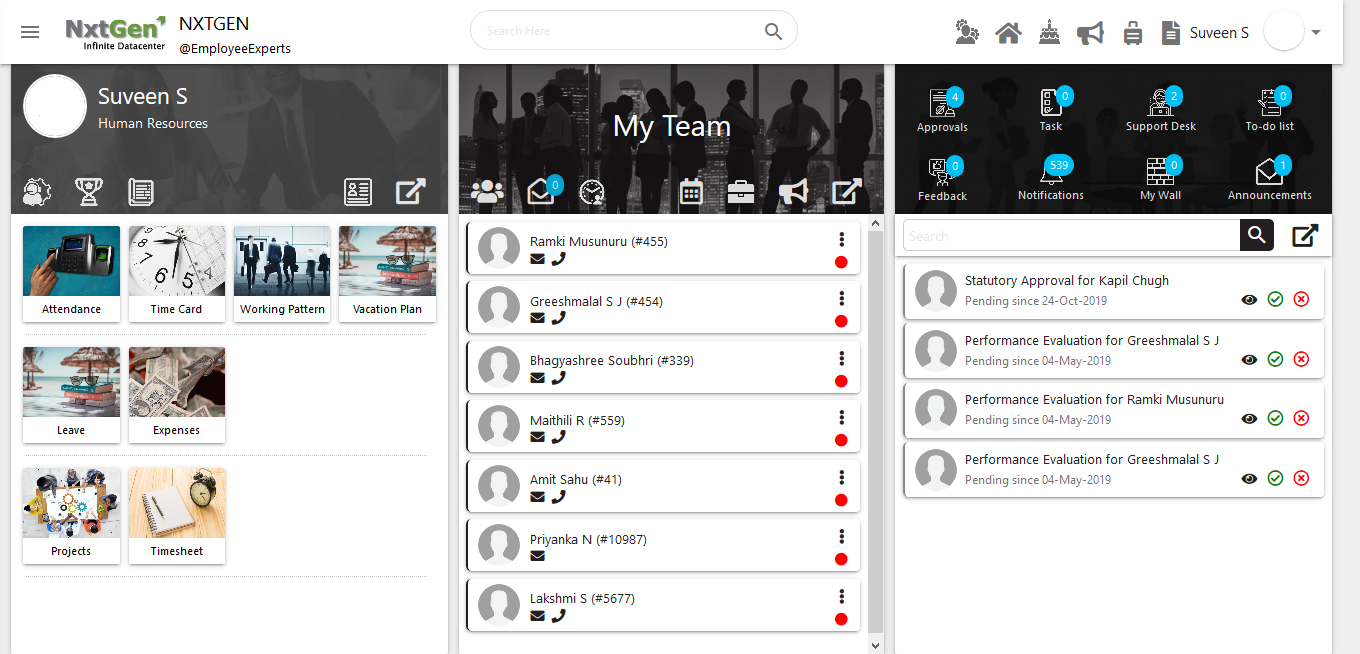 NxtGen
Infinite Datacenter
NXTGEN
@EmployeeExperts
Search Here
Suveen S
Suveen S
Human Resources
Attendance
Time Card
Working Pattern
Vacation Plan
Leave
Expenses
Projects
Timesheet
My Team
0
Ramki Musunuru (#455)
Greeshmalal S J (#454)
Bhagyashree Soubhri (#339)
Maithili R (#559)
Amit Sahu (#41)
Priyanka N (#10987)
Lakshmi S (#5677)
4
Approvals
0
Task
2
Support Desk
0
To-do list
0
Feedback
539
Notifications
0
My Wall
1
Announcements
Search
Statutory Approval for Kapil Chugh
Pending since 24-Oct-2019
Performance Evaluation for Greeshmalal S J
Pending since 04-May-2019
Performance Evaluation for Ramki Musunuru
Pending since 04-May-2019
Performance Evaluation for Greeshmalal S J
Pending since 04-May-2019